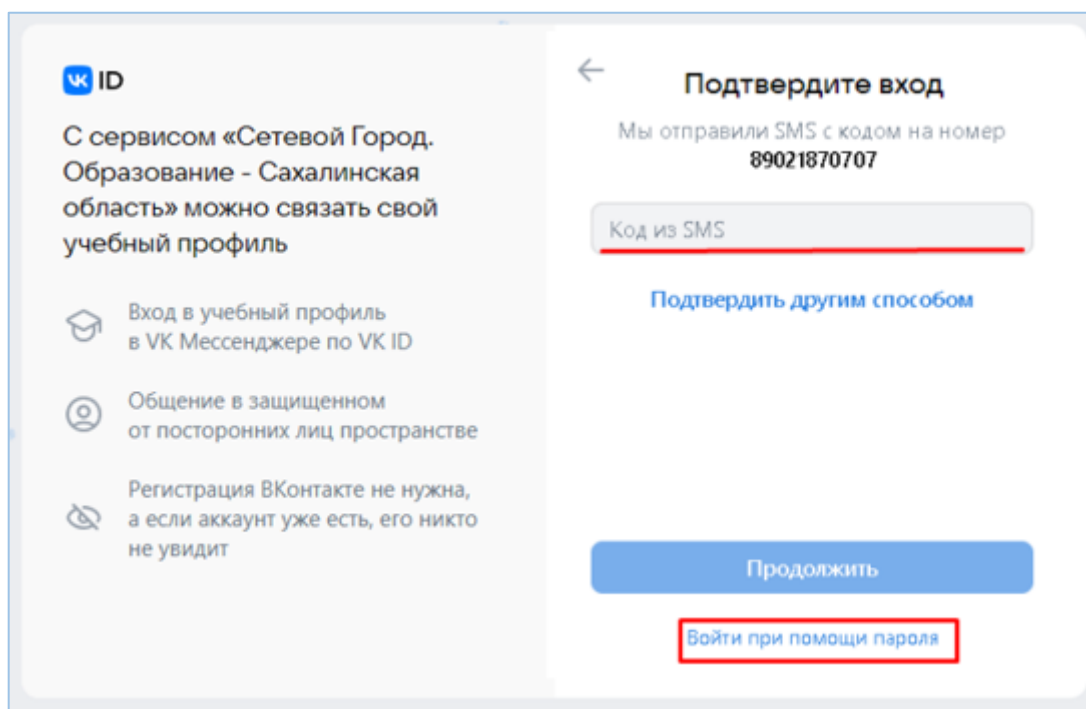 VK ID
С сервисом «Сетевой Город.
Образование - Сахалинская
область» можно связать свой
учебный профиль
Вход в учебный профиль
в VK Мессенджере по VK ID
Общение в защищенном
от посторонних лиц пространстве
Регистрация ВКонтакте не нужна,
а если аккаунт уже есть, его никто
не увидит
Подтвердите вход
Мы отправили SMS с кодом на номер
89021870707
Код из SMS
Подтвердить другим способом
Продолжить
Войти при помощи пароля